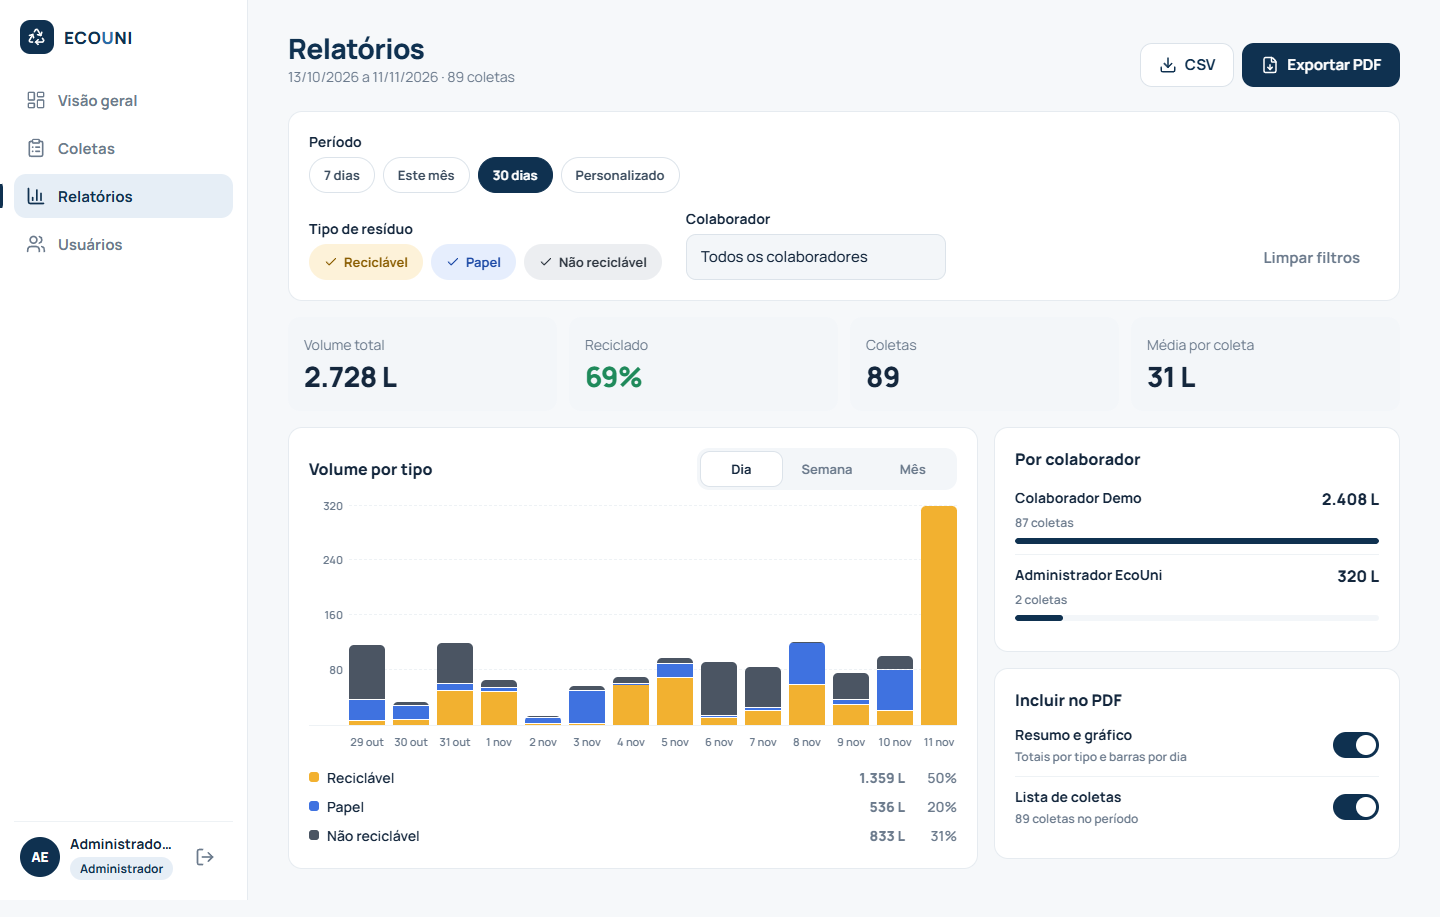 ECOUNI
Visão geral
Coletas
Relatórios
Usuários
Administrado...
AE
Administrador
Relatórios
13/10/2026 a 11/11/2026 · 89 coletas
CSV
Exportar PDF
Período
7 dias
Este mês
30 dias
Personalizado
Tipo de resíduo
Reciclável
Papel
Não reciclável
Colaborador
Todos os colaboradores
Limpar filtros
Volume total
2.728 L
Reciclado
69%
Coletas
89
Média por coleta
31 L
Volume por tipo
Dia
Semana
Mês
320
240
160
80
29 out 30 out 31 out 1 nov 2 nov 3 nov 4 nov 5 nov 6 nov 7 nov 8 nov 9 nov 10 nov 11 nov
Reciclável 1.359 L 50%
Papel 536 L 20%
Não reciclável 833 L 31%
Por colaborador
Colaborador Demo 2.408 L
87 coletas
Administrador EcoUni 320 L
2 coletas
Incluir no PDF
Resumo e gráfico
Totais por tipo e barras por dia
Lista de coletas
89 coletas no período